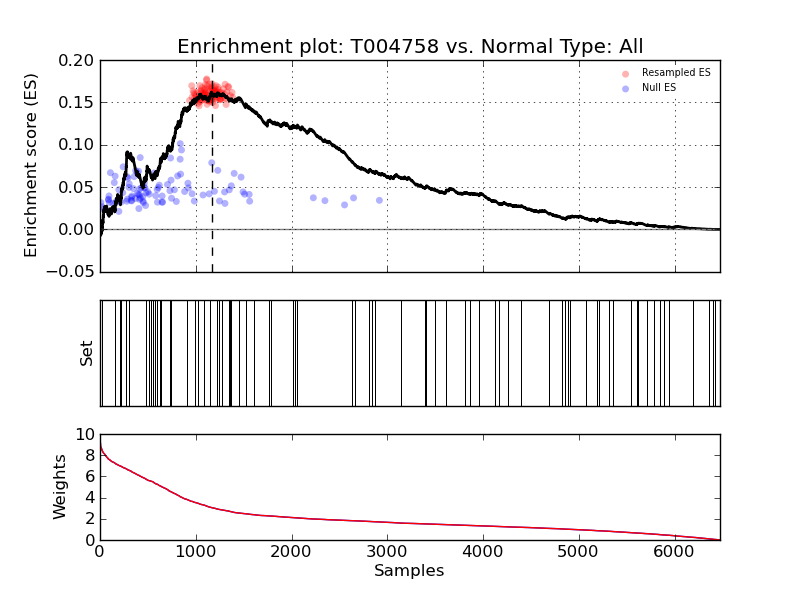 Enrichment plot: T004758 vs. Normal Type: All
Enrichment score (ES)
0.20
0.15
0.10
0.05
0.00
−0.05
Resampled ES
Null ES
Set
Weights
10
8
6
4
2
0
0 1000 2000 3000 4000 5000 6000
Samples